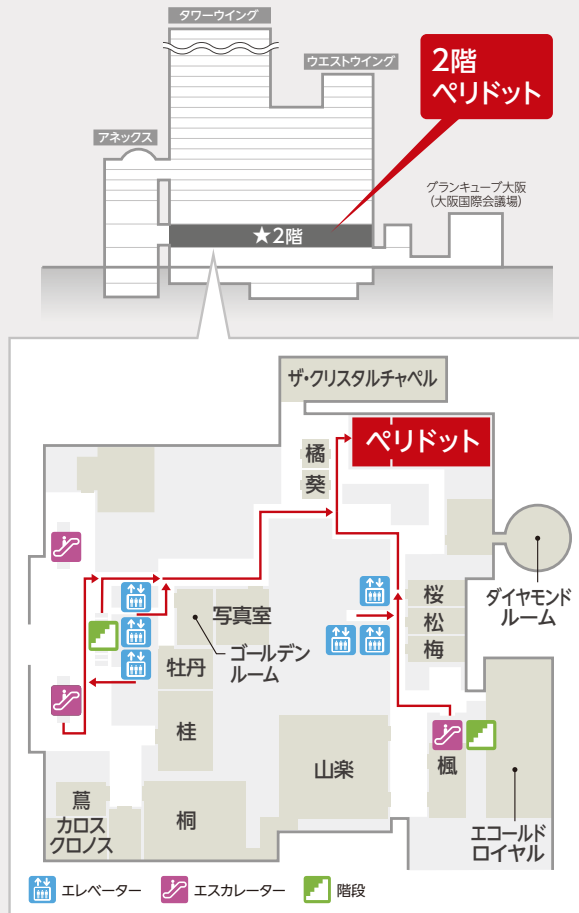 タワーウイング
ウエストウイング
2階
ペリドット
アネックス
グランキューブ大阪
(大阪国際会議場)
★2階
ザ・クリスタルチャペル
ペリドット
橘
葵
桜
松
梅
ダイヤモンド
ルーム
写真室
ゴールデン
ルーム
牡丹
桂
山楽
楓
蔦
カロス
クロノス
桐
エコールド
ロイヤル
エレベーター
エスカレーター
階段